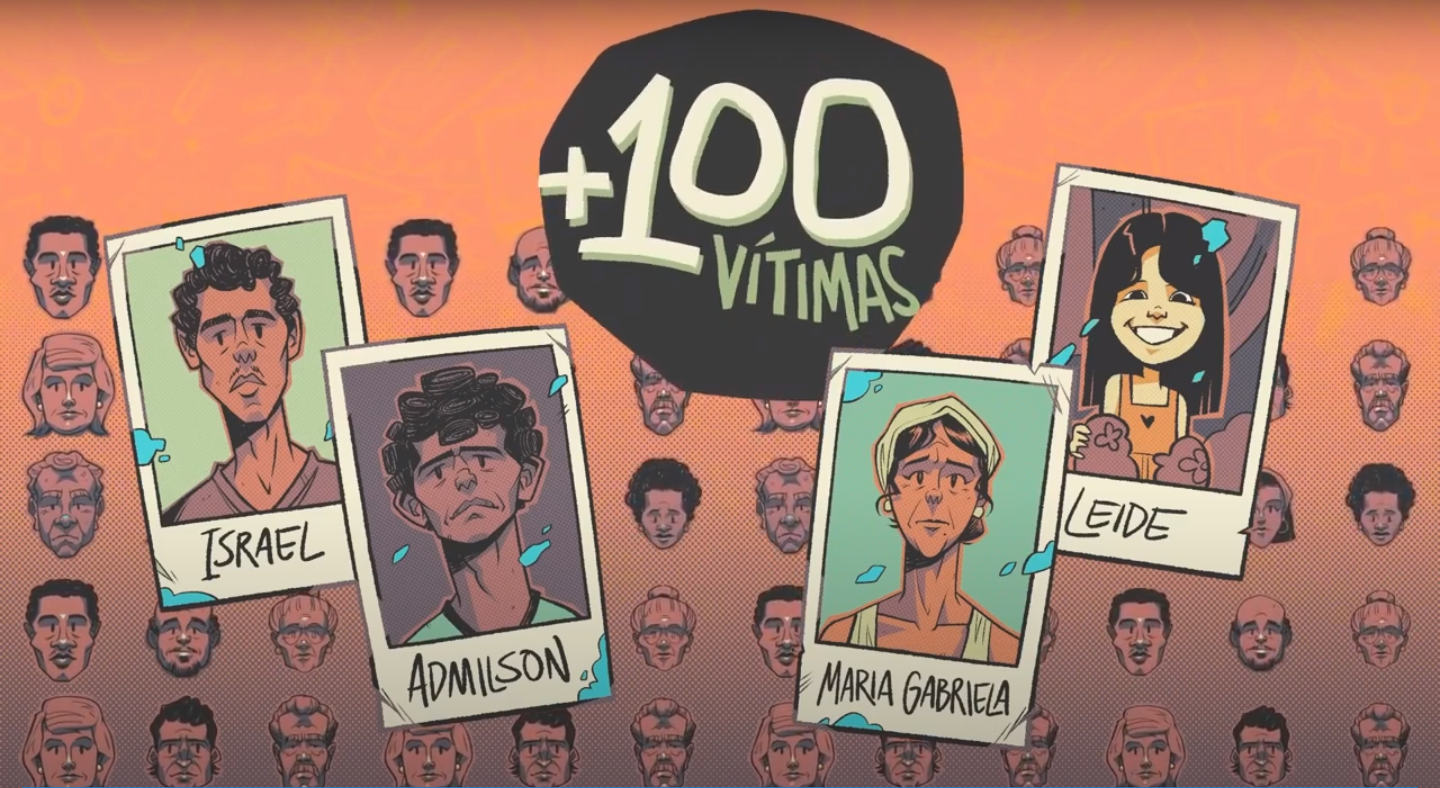 +100
VÍTIMAS
ISRAEL
ADMILSON
MARIA GABRIELA
LEIDE